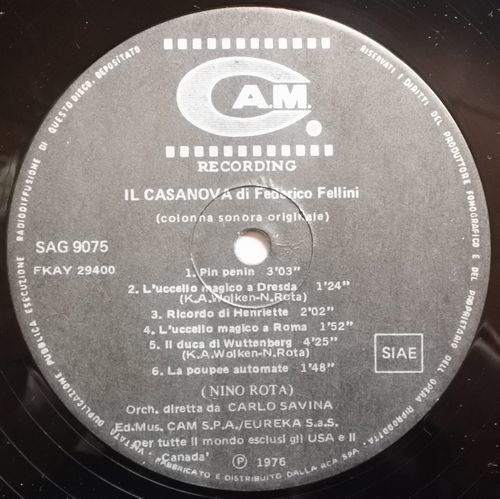 C.A.M.
RECORDING
IL CASANOVA di Federico Fellini
(colonna sonora originale)
SAG 9075
FKAY 29400
1. Pin penin 3'03"
2. L'uccello magico a Dresda 1'24"
(K.A.Wolken-N.Rota)
3. Ricordo di Henriette 2'02"
4. L'uccello magico a Roma 1'52"
5. Il duca di Wuttenberg 4'25"
(K.A.Wolken-N.Rota)
6. La poupee automate 1'48"
SIAE
(NINO ROTA)
Orch. diretta da CARLO SAVINA
Ed.Mus. CAM S.P.A./EUREKA S.a.S.
per tutte il mondo esclusi gli USA e il
Canada'
Ⓟ 1976
VIETATO DUPLICAZIONE PUBBLICA ESECUZIONE RADIODIFFUSIONE DI QUESTO DISCO. DEPOSITATO
RISERVATI I DIRITTI DEL PRODUTTORE FONOGRAFICO E DEL PROPRIETARIO DELL'OPERA RIPRODOTTA
FABBRICATO E DISTRIBUITO DALLA RCA SPA